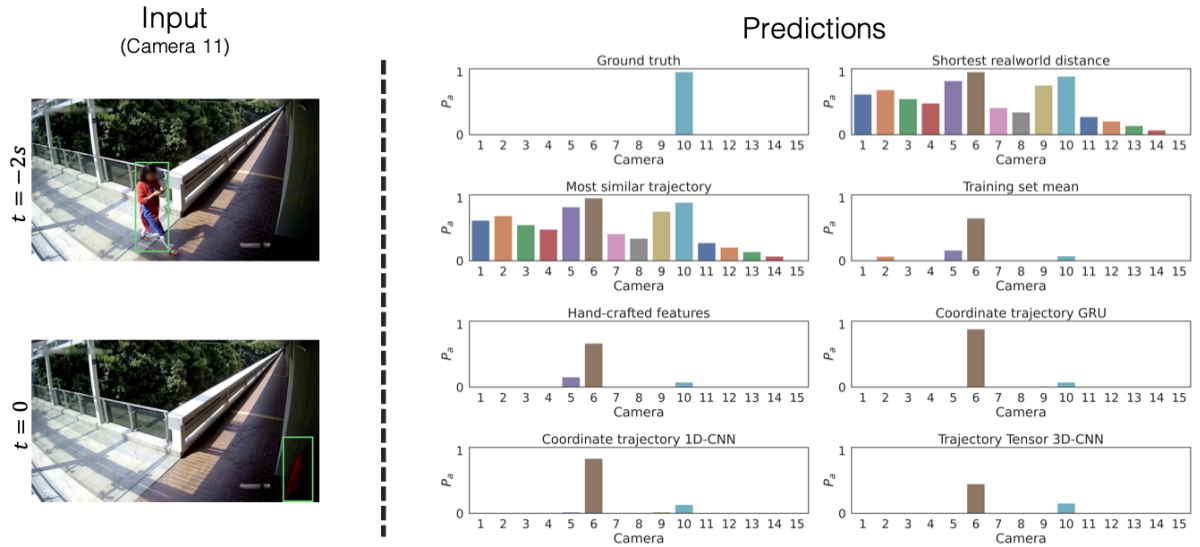 Input
(Camera 11)
t = −2s
t = 0
Predictions
Ground truth
1
Pₐ
0
1 2 3 4 5 6 7 8 9 10 11 12 13 14 15
Camera
Shortest realworld distance
1
Pₐ
0
1 2 3 4 5 6 7 8 9 10 11 12 13 14 15
Camera
Most similar trajectory
1
Pₐ
0
1 2 3 4 5 6 7 8 9 10 11 12 13 14 15
Camera
Training set mean
1
Pₐ
0
1 2 3 4 5 6 7 8 9 10 11 12 13 14 15
Camera
Hand-crafted features
1
Pₐ
0
1 2 3 4 5 6 7 8 9 10 11 12 13 14 15
Camera
Coordinate trajectory GRU
1
Pₐ
0
1 2 3 4 5 6 7 8 9 10 11 12 13 14 15
Camera
Coordinate trajectory 1D-CNN
1
Pₐ
0
1 2 3 4 5 6 7 8 9 10 11 12 13 14 15
Camera
Trajectory Tensor 3D-CNN
1
Pₐ
0
1 2 3 4 5 6 7 8 9 10 11 12 13 14 15
Camera